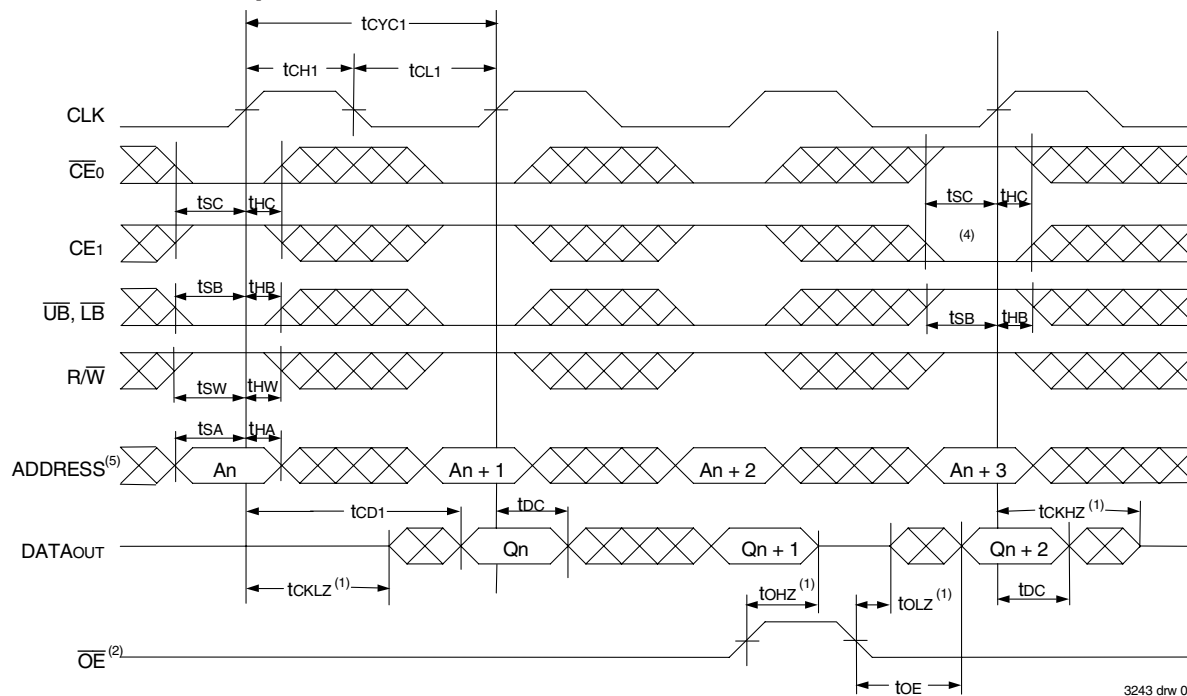 tCYC1
tCH1 tCL1
CLK
CE0
tSC tHC tSC tHC
CE1 (4)
tSB tHB
UB, LB tSB tHB
R/W
tSW tHW
tSA tHA
ADDRESS(5) An An + 1 An + 2 An + 3
tCD1 tDC tCKHZ (1)
DATAOUT Qn Qn + 1 Qn + 2
tCKLZ (1) tOHZ (1) tOLZ (1) tDC
OE (2)
tOE
3243 drw 0